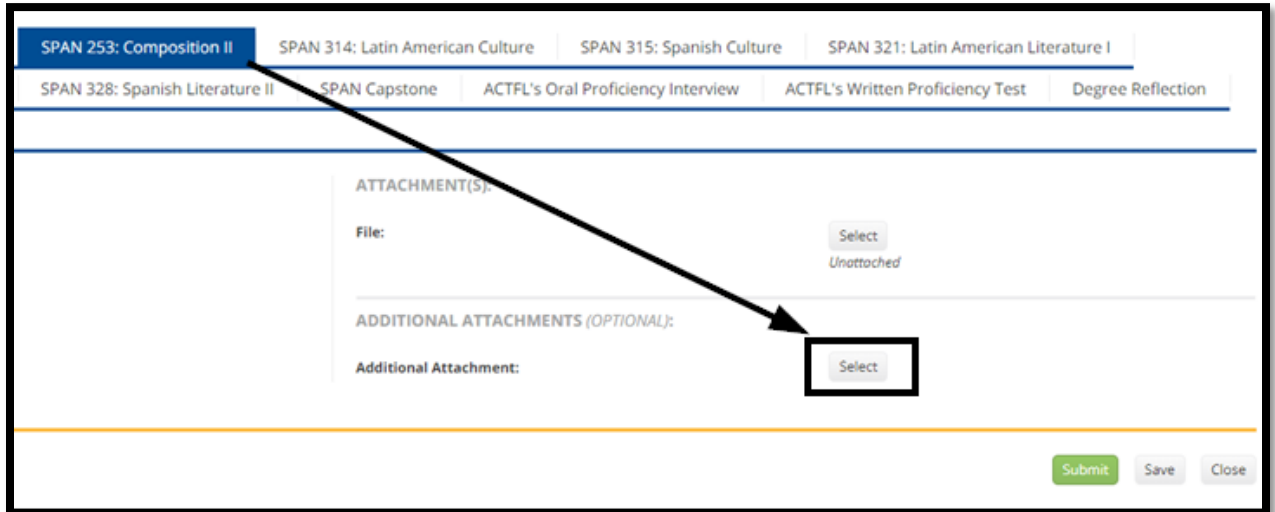 SPAN 253: Composition II SPAN 314: Latin American Culture SPAN 315: Spanish Culture SPAN 321: Latin American Literature I
SPAN 328: Spanish Literature II SPAN Capstone ACTFL's Oral Proficiency Interview ACTFL's Written Proficiency Test Degree Reflection
ATTACHMENT(S):
File: Select
Unattached
ADDITIONAL ATTACHMENTS (OPTIONAL):
Additional Attachment: Select
Submit Save Close